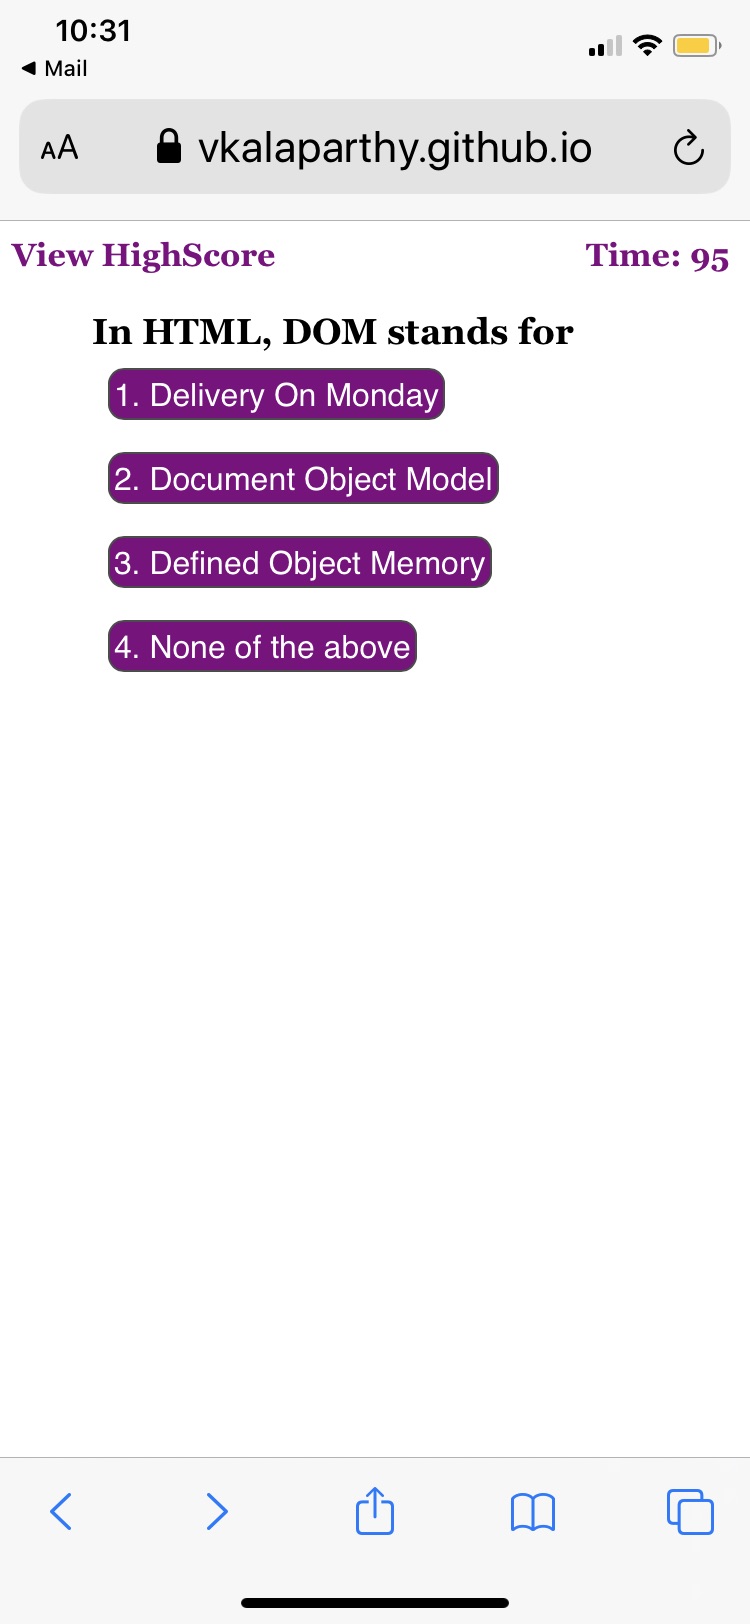 10:31
◀ Mail
AA vkalaparthy.github.io
View HighScore Time: 95
In HTML, DOM stands for
1. Delivery On Monday
2. Document Object Model
3. Defined Object Memory
4. None of the above